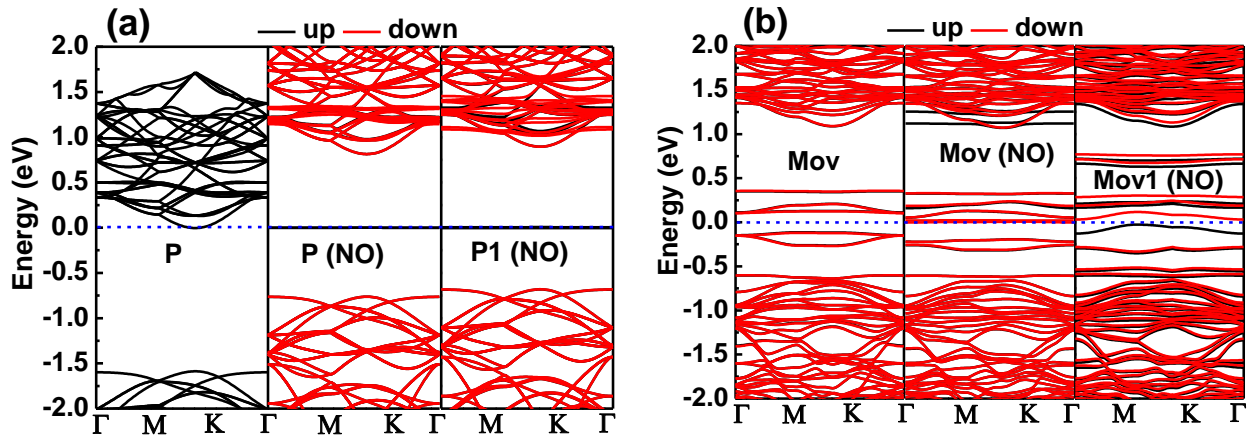 (a) up down
2.0
1.5
1.0
0.5
0.0
-0.5
-1.0
-1.5
-2.0
Energy (eV)
P P (NO) P1 (NO)
Γ M K Γ M K Γ M K Γ
(b) up down
2.0
1.5
1.0
0.5
0.0
-0.5
-1.0
-1.5
-2.0
Energy (eV)
Mov Mov (NO) Mov1 (NO)
Γ M K Γ M K Γ M K Γ